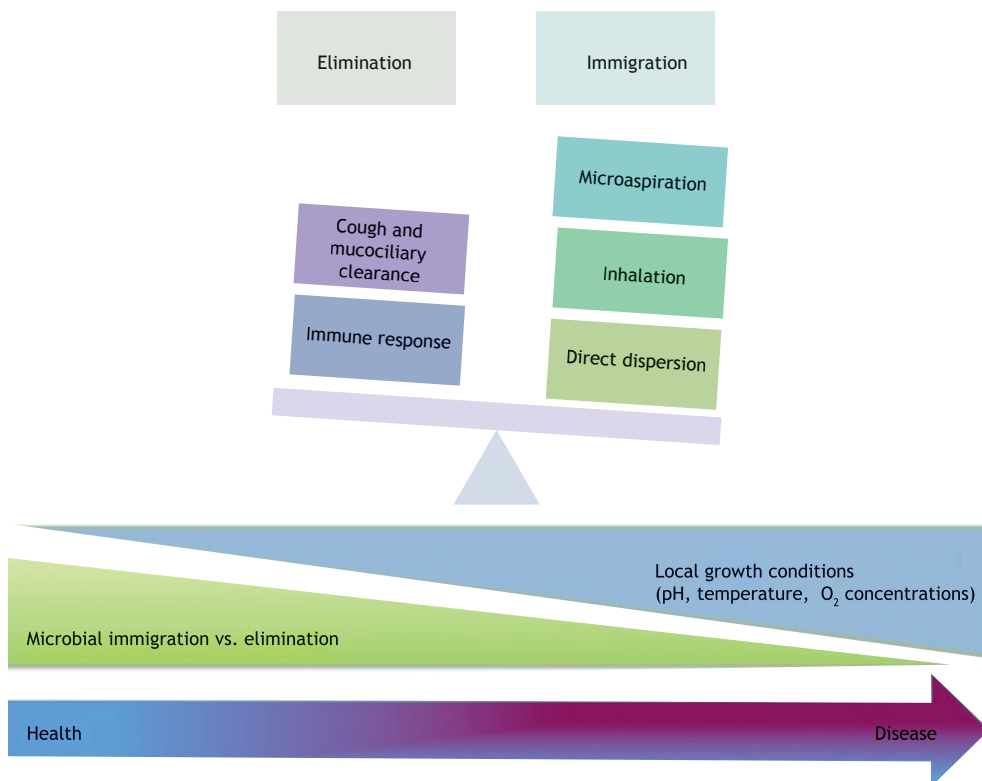 Elimination
Immigration
Microaspiration
Cough and
mucociliary
clearance
Inhalation
Immune response
Direct dispersion
Local growth conditions
(pH, temperature, O₂ concentrations)
Microbial immigration vs. elimination
Health
Disease